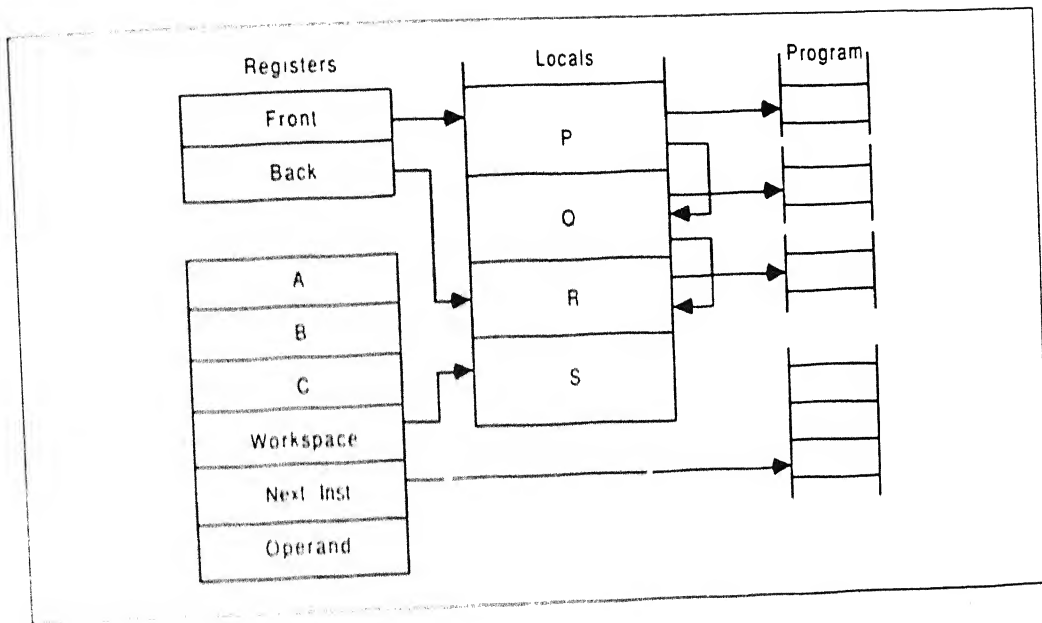 Registers
Locals
Program
Front
Back
P
O
R
S
A
B
C
Workspace
Next Inst
Operand